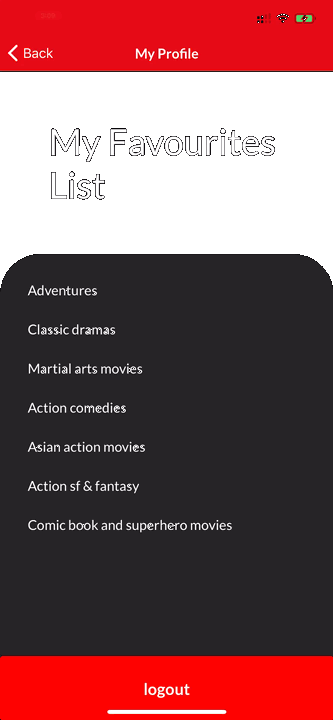 Back
My Profile
My Favourites
List
Adventures
Classic dramas
Martial arts movies
Action comedies
Asian action movies
Action sf & fantasy
Comic book and superhero movies
logout